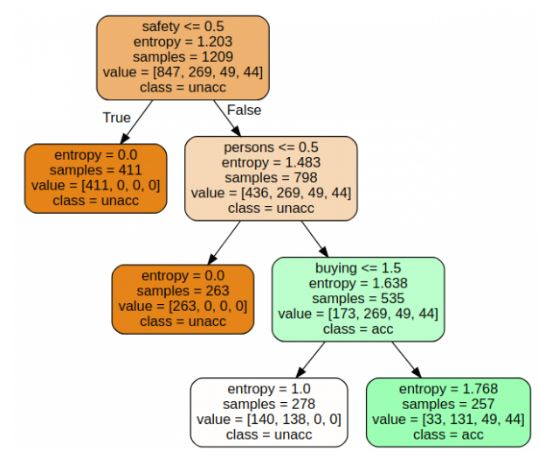 safety <= 0.5
entropy = 1.203
samples = 1209
value = [847, 269, 49, 44]
class = unacc
True
False
entropy = 0.0
samples = 411
value = [411, 0, 0, 0]
class = unacc
persons <= 0.5
entropy = 1.483
samples = 798
value = [436, 269, 49, 44]
class = unacc
entropy = 0.0
samples = 263
value = [263, 0, 0, 0]
class = unacc
buying <= 1.5
entropy = 1.638
samples = 535
value = [173, 269, 49, 44]
class = acc
entropy = 1.0
samples = 278
value = [140, 138, 0, 0]
class = unacc
entropy = 1.768
samples = 257
value = [33, 131, 49, 44]
class = acc